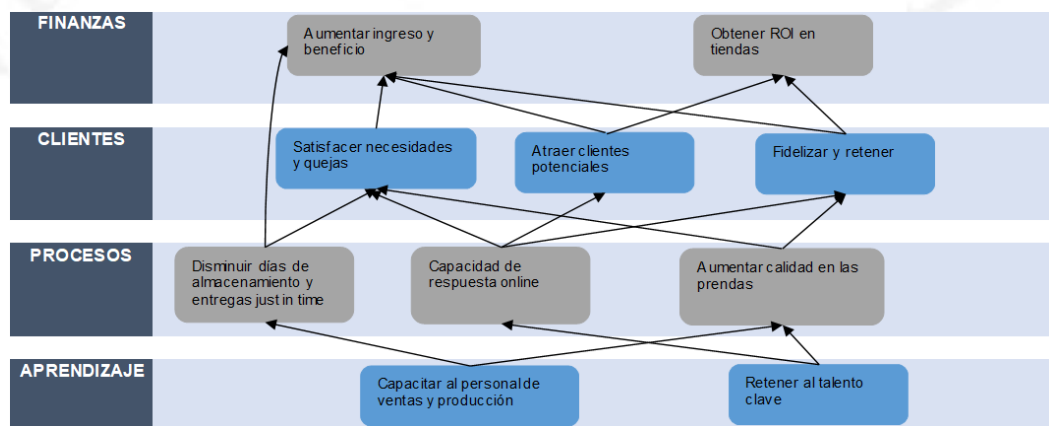 FINANZAS
Aumentar ingreso y
beneficio
Obtener ROI en
tiendas
CLIENTES
Satisfacer necesidades
y quejas
Atraer clientes
potenciales
Fidelizar y retener
PROCESOS
Disminuir días de
almacenamiento y
entregas just in time
Capacidad de
respuesta online
Aumentar calidad en las
prendas
APRENDIZAJE
Capacitar al personal de
ventas y producción
Retener al talento
clave